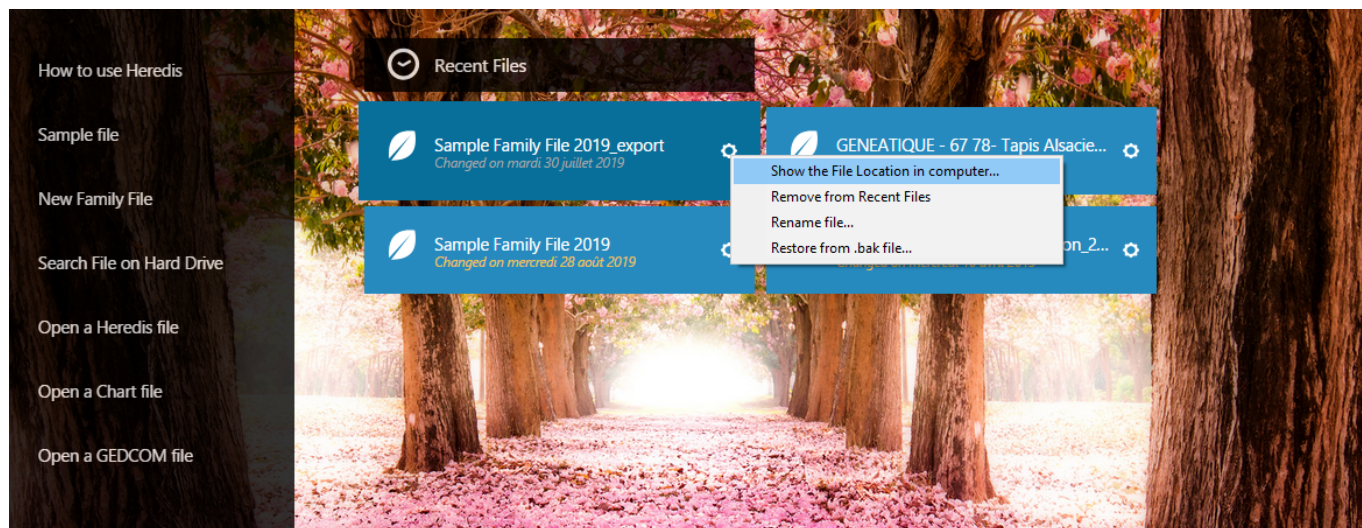 How to use Heredis
Sample file
New Family File
Search File on Hard Drive
Open a Heredis file
Open a Chart file
Open a GEDCOM file
Recent Files
Sample Family File 2019_export
Changed on mardi 30 juillet 2019
GENEATIQUE - 67 78- Tapis Alsacie...
Show the File Location in computer...
Remove from Recent Files
Rename file...
Restore from .bak file...
Sample Family File 2019
Changed on mercredi 28 août 2019
on_2...